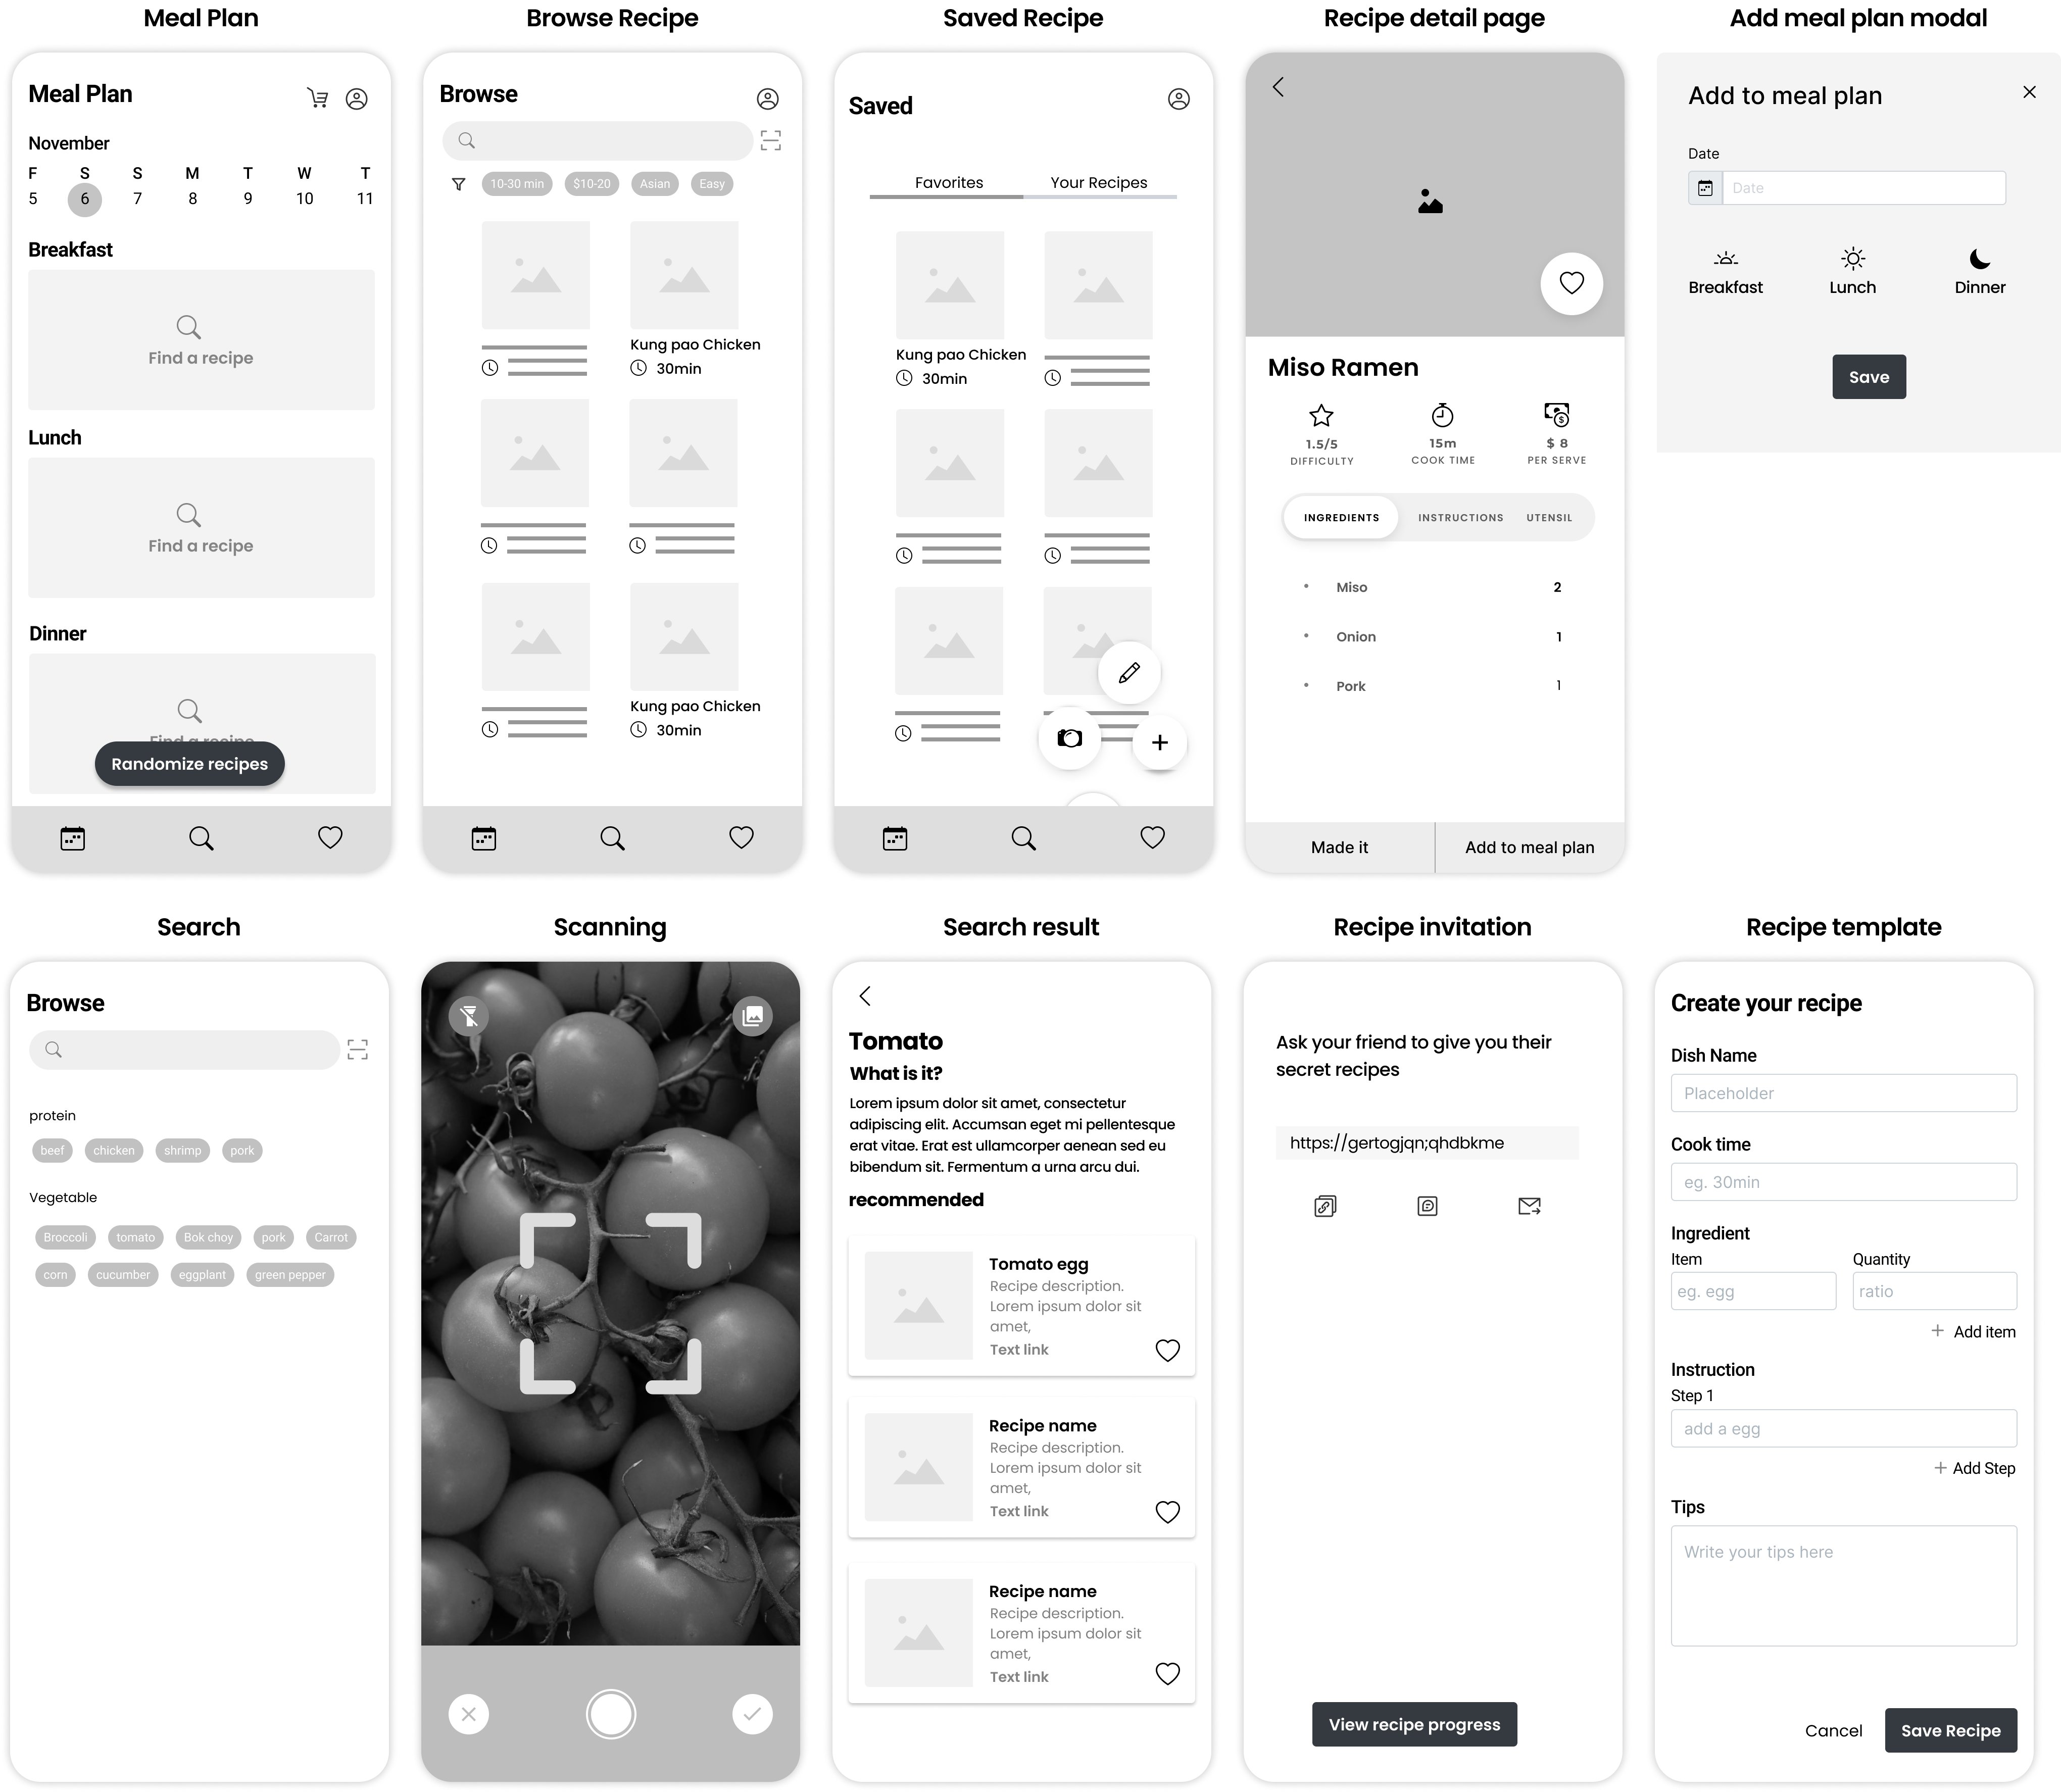 Meal Plan
Browse Recipe
Saved Recipe
Recipe detail page
Add meal plan modal
Meal Plan
November
F S S M T W T
5 6 7 8 9 10 11
Breakfast
Find a recipe
Lunch
Find a recipe
Dinner
Find a recipe
Randomize recipes
Browse
10-30 min $10-20 Asian Easy
Kung pao Chicken
30min
Kung pao Chicken
30min
Saved
Favorites Your Recipes
Kung pao Chicken
30min
Miso Ramen
1.5/5 15m $ 8
DIFFICULTY COOK TIME PER SERVE
INGREDIENTS INSTRUCTIONS UTENSIL
Miso 2
Onion 1
Pork 1
Made it Add to meal plan
Add to meal plan
Date
Date
Breakfast Lunch Dinner
Save
Search
Scanning
Search result
Recipe invitation
Recipe template
Browse
protein
beef chicken shrimp pork
Vegetable
Broccoli tomato Bok choy pork Carrot
corn cucumber eggplant green pepper
Tomato
What is it?
Lorem ipsum dolor sit amet, consectetur
adipiscing elit. Accumsan eget mi pellentesque
erat vitae. Erat est ullamcorper aenean sed eu
bibendum sit. Fermentum a urna arcu dui.
recommended
Tomato egg
Recipe description.
Lorem ipsum dolor sit
amet,
Text link
Recipe name
Recipe description.
Lorem ipsum dolor sit
amet,
Text link
Recipe name
Recipe description.
Lorem ipsum dolor sit
amet,
Text link
Ask your friend to give you their
secret recipes
https://gertogjqn;qhdbkme
View recipe progress
Create your recipe
Dish Name
Placeholder
Cook time
eg. 30min
Ingredient
Item Quantity
eg. egg ratio
+ Add item
Instruction
Step 1
add a egg
+ Add Step
Tips
Write your tips here
Cancel Save Recipe